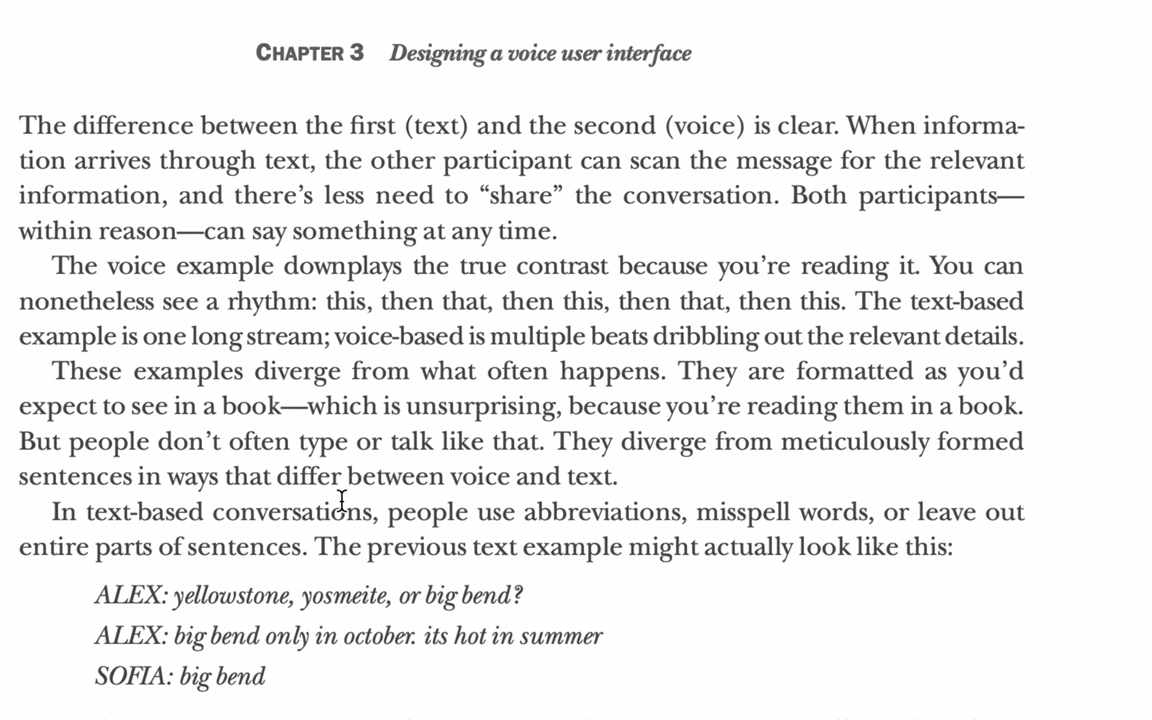 CHAPTER 3 Designing a voice user interface
The difference between the first (text) and the second (voice) is clear. When informa-
tion arrives through text, the other participant can scan the message for the relevant
information, and there’s less need to “share” the conversation. Both participants—
within reason—can say something at any time.
The voice example downplays the true contrast because you’re reading it. You can
nonetheless see a rhythm: this, then that, then this, then that, then this. The text-based
example is one long stream; voice-based is multiple beats dribbling out the relevant details.
These examples diverge from what often happens. They are formatted as you’d
expect to see in a book—which is unsurprising, because you’re reading them in a book.
But people don’t often type or talk like that. They diverge from meticulously formed
sentences in ways that differ between voice and text.
In text-based conversations, people use abbreviations, misspell words, or leave out
entire parts of sentences. The previous text example might actually look like this:
ALEX: yellowstone, yosmeite, or big bend?
ALEX: big bend only in october. its hot in summer
SOFIA: big bend